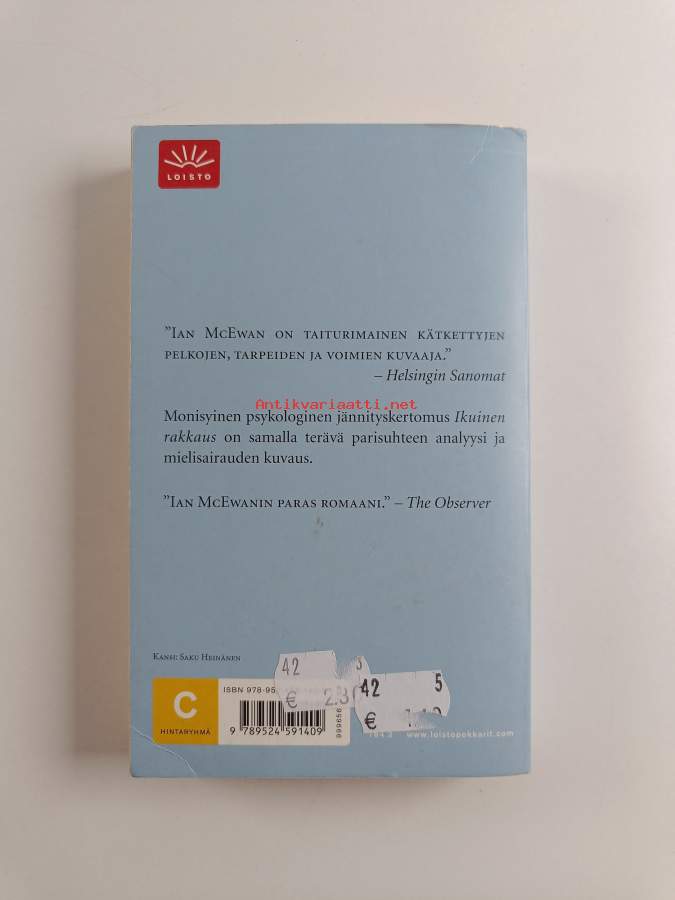 LOISTO
”IAN MCEWAN ON TAITURIMAINEN KÄTKETTYJEN
PELKOJEN, TARPEIDEN JA VOIMIEN KUVAAJA.”
– Helsingin Sanomat
Antikvariaatti.net
Monisyinen psykologinen jännityskertomus Ikuinen
rakkaus on samalla terävä parisuhteen analyysi ja
mielisairauden kuvaus.
”IAN MCEWANIN PARAS ROMAANI.” – The Observer
KANSI: SAKU HEINÄNEN
42 5
€
42 5
€
C
HINTARYHMÄ
ISBN 978-95
9 789524 591409
999656
www.loistopokkarit.com